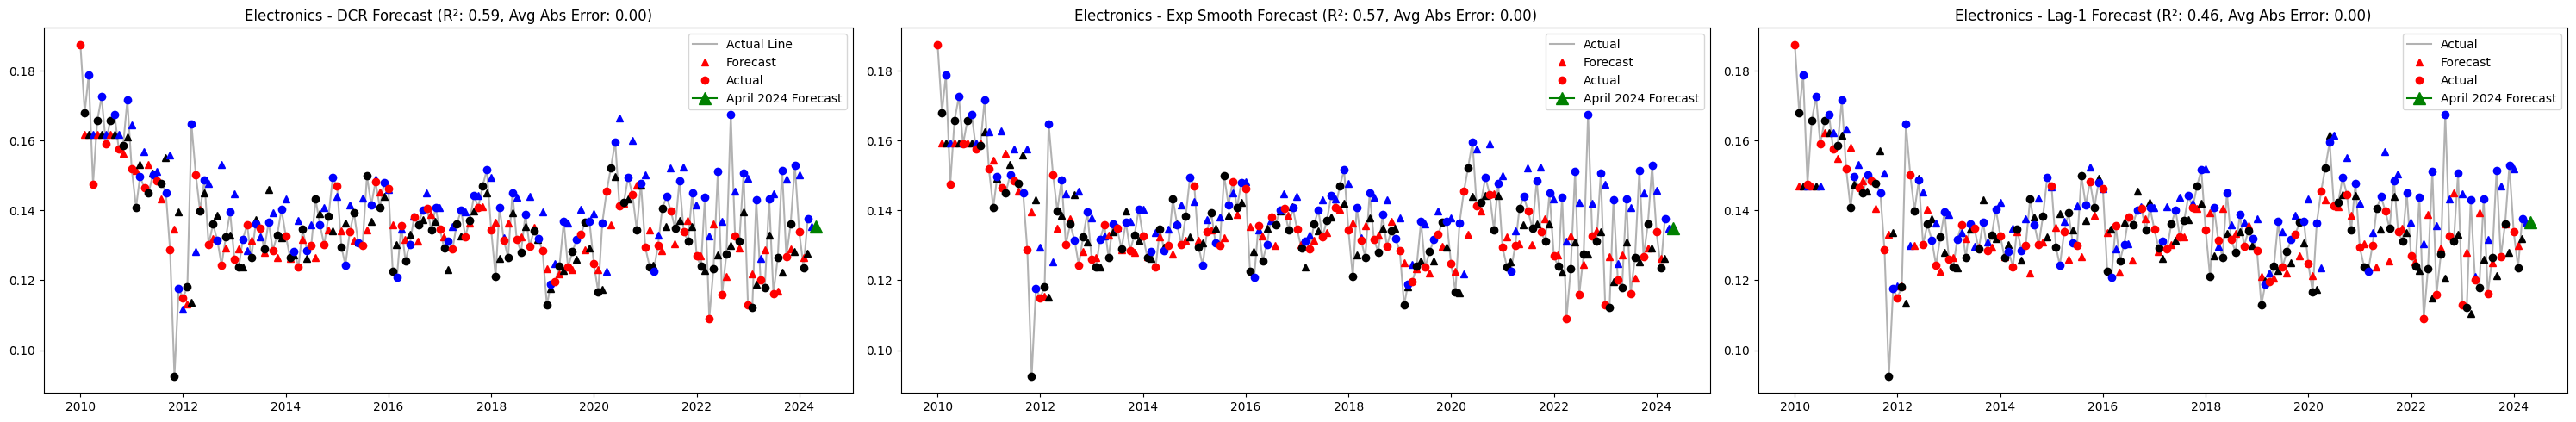 Electronics - DCR Forecast (R²: 0.59, Avg Abs Error: 0.00)
Actual Line
Forecast
Actual
April 2024 Forecast
0.18
0.16
0.14
0.12
0.10
2010
2012
2014
2016
2018
2020
2022
2024
Electronics - Exp Smooth Forecast (R²: 0.57, Avg Abs Error: 0.00)
Actual
Forecast
Actual
April 2024 Forecast
0.18
0.16
0.14
0.12
0.10
2010
2012
2014
2016
2018
2020
2022
2024
Electronics - Lag-1 Forecast (R²: 0.46, Avg Abs Error: 0.00)
Actual
Forecast
Actual
April 2024 Forecast
0.18
0.16
0.14
0.12
0.10
2010
2012
2014
2016
2018
2020
2022
2024